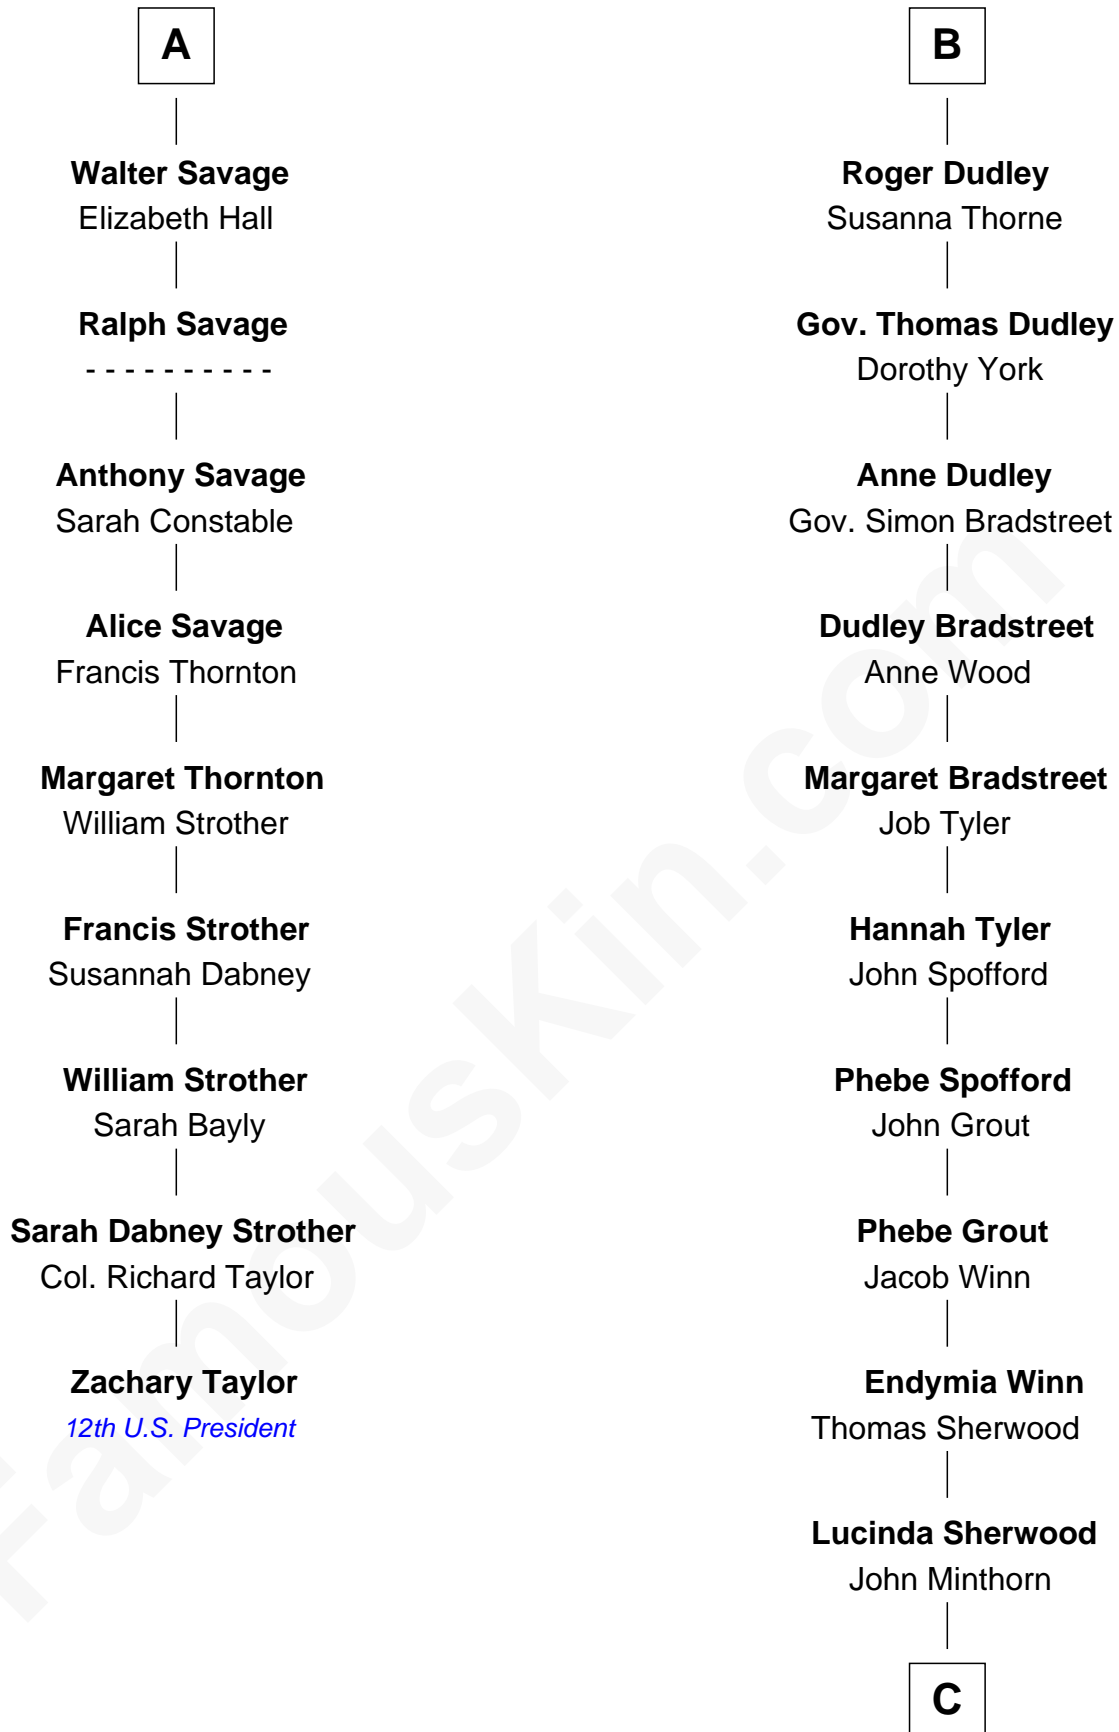 A
Walter Savage
Elizabeth Hall
Ralph Savage
- - - - - - - - - -
Anthony Savage
Sarah Constable
Alice Savage
Francis Thornton
Margaret Thornton
William Strother
Francis Strother
Susannah Dabney
William Strother
Sarah Bayly
Sarah Dabney Strother
Col. Richard Taylor
Zachary Taylor
12th U.S. President
B
Roger Dudley
Susanna Thorne
Gov. Thomas Dudley
Dorothy York
Anne Dudley
Gov. Simon Bradstreet
Dudley Bradstreet
Anne Wood
Margaret Bradstreet
Job Tyler
Hannah Tyler
John Spofford
Phebe Spofford
John Grout
Phebe Grout
Jacob Winn
Endymia Winn
Thomas Sherwood
Lucinda Sherwood
John Minthorn
C
FamousKin.com